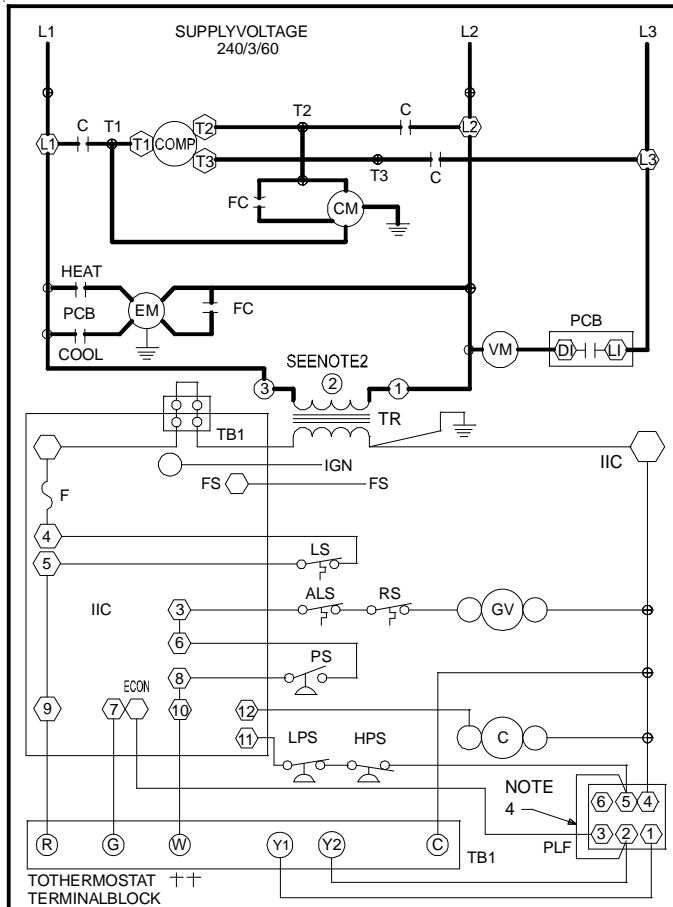 L1 SUPPLYVOLTAGE L2 L3
240/3/60
T2
C T1 C
L1 T1 COMP T2 L2
T3 T3 C L3
FC CM
HEAT
PCB EM FC PCB
COOL VM DI LI
SEENOTE2
3 2 1
TR
TB1
IGN IIC
FS FS
F
4
5 LS
IIC 3 ALS RS GV
6
8 PS
ECON
9 7 10 12 C
11 LPS HPS
NOTE
4
6 5 4
3 2 1
PLF
R G W Y1 Y2 C TB1
TOTHERMOSTAT ++
TERMINALBLOCK